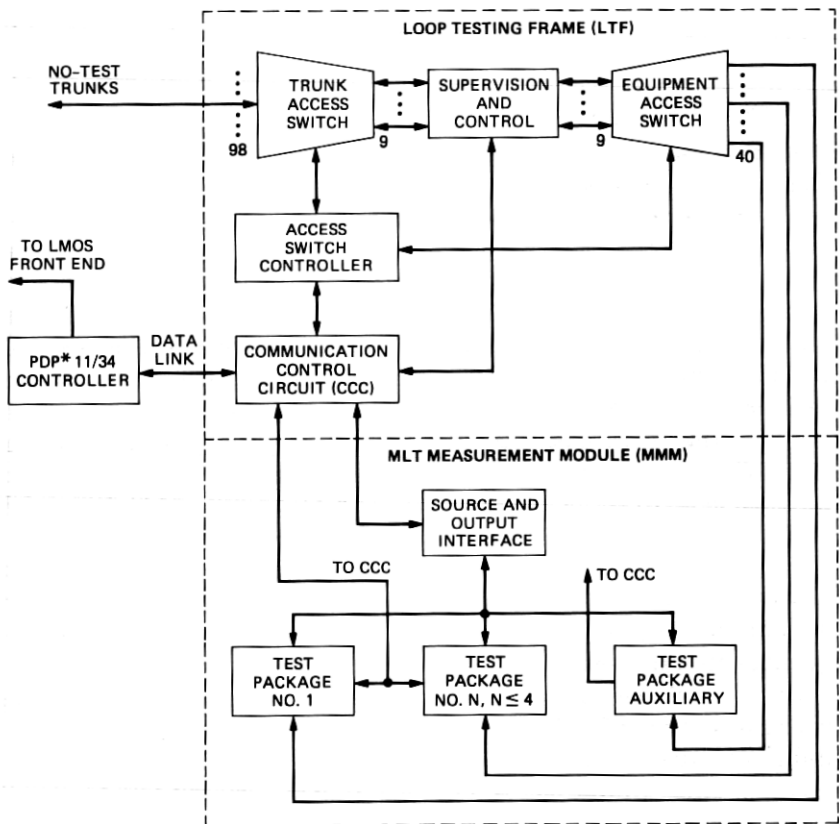 LOOP TESTING FRAME (LTF)
NO-TEST
TRUNKS
TRUNK
ACCESS
SWITCH
SUPERVISION
AND
CONTROL
EQUIPMENT
ACCESS
SWITCH
98
9
9
40
ACCESS
SWITCH
CONTROLLER
TO LMOS
FRONT END
PDP* 11/34
CONTROLLER
DATA
LINK
COMMUNICATION
CONTROL
CIRCUIT (CCC)
MLT MEASUREMENT MODULE (MMM)
SOURCE AND
OUTPUT
INTERFACE
TO CCC
TO CCC
TEST
PACKAGE
NO. 1
TEST
PACKAGE
NO. N, N ≤ 4
TEST
PACKAGE
AUXILIARY